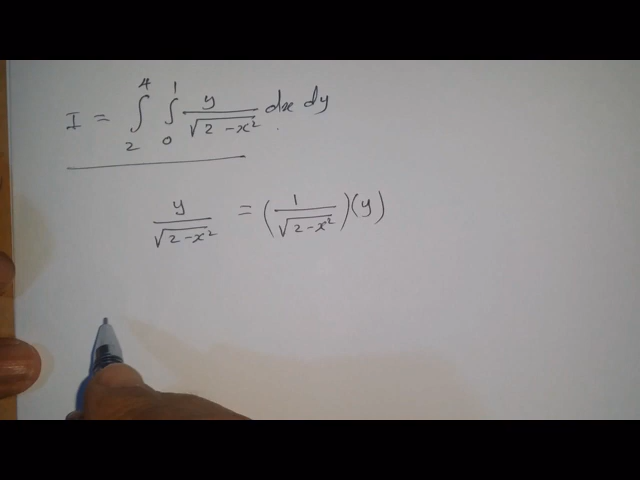 I = ∫₂⁴ ∫₀¹ y/√(2 - x²) dx dy
y/√(2-x²) = (1/√(2-x²))(y)